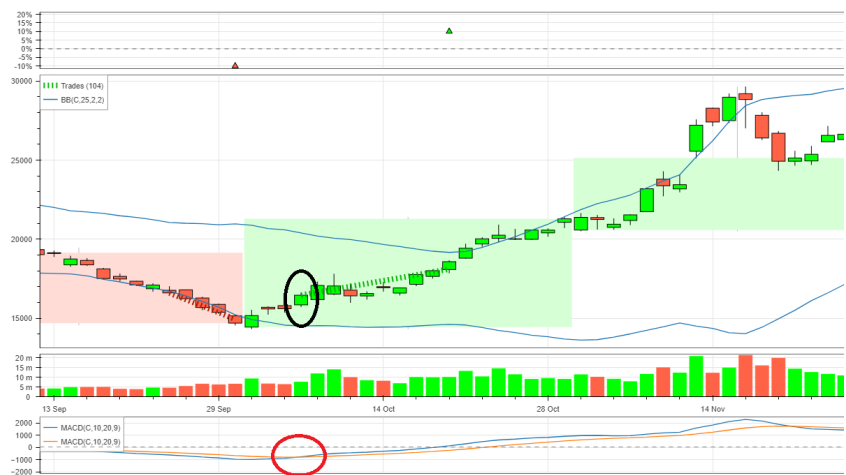 20%
15%
10%
5%
0%
-5%
-10%
30000
Trades (104)
BB(C,25,2,2)
25000
20000
15000
20 m
15 m
10 m
5 m
0
13 Sep 29 Sep 14 Oct 28 Oct 14 Nov
2000
MACD(C,10,20,9)
1000
MACD(C,10,20,9)
0
-1000
-2000